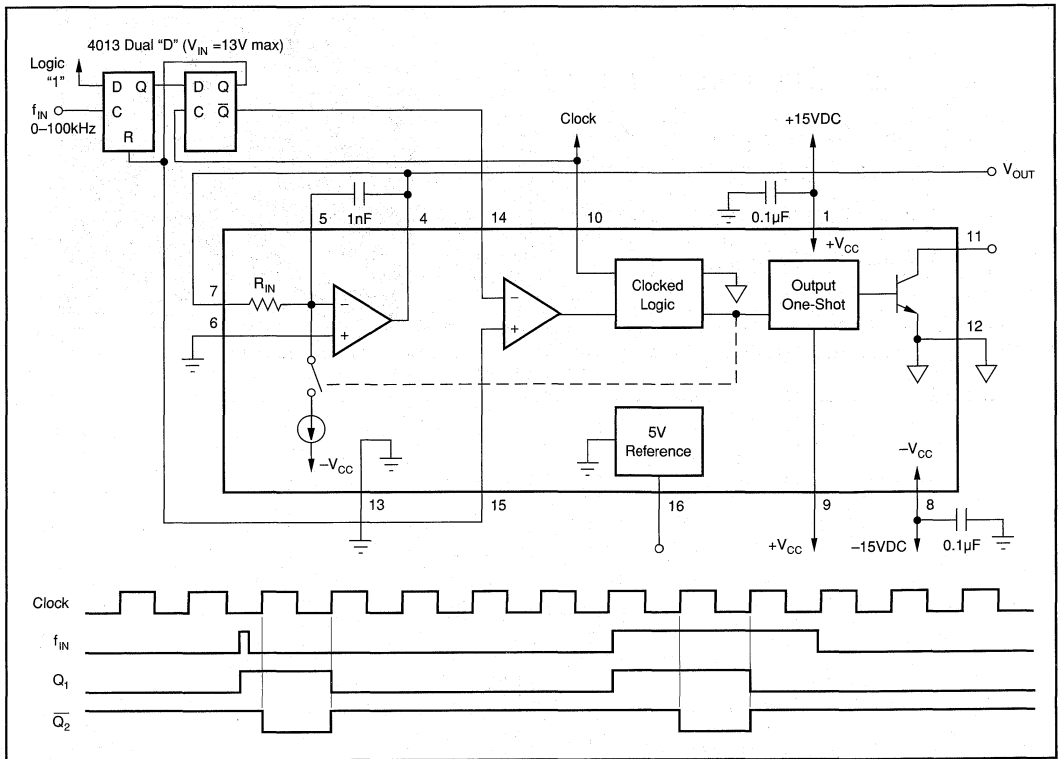 4013 Dual "D" (V_IN =13V max)
Logic
"1"
D Q
C
R
D Q
C Q̅
f_IN
0–100kHz
Clock
+15VDC
V_OUT
1nF
0.1µF
5
4
14
10
1
+V_CC
11
7
R_IN
−
+
6
−
+
Clocked
Logic
Output
One-Shot
12
−V_CC
5V
Reference
−V_CC
13
15
16
9
8
+V_CC
−15VDC
0.1µF
Clock
f_IN
Q_1
Q̅_2